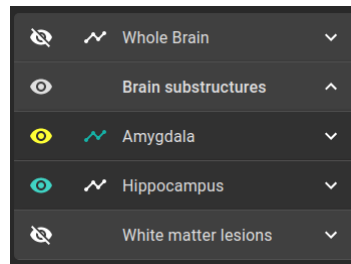 Whole Brain
Brain substructures
Amygdala
Hippocampus
White matter lesions